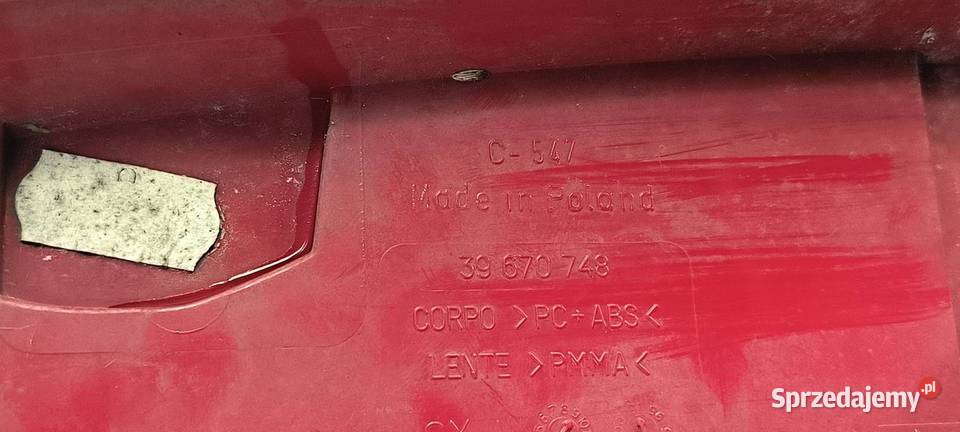 C-547
Made in Poland
39 670 748
CORPO >PC+ABS<
LENTE >PMMA<
Sprzedajemy.pl